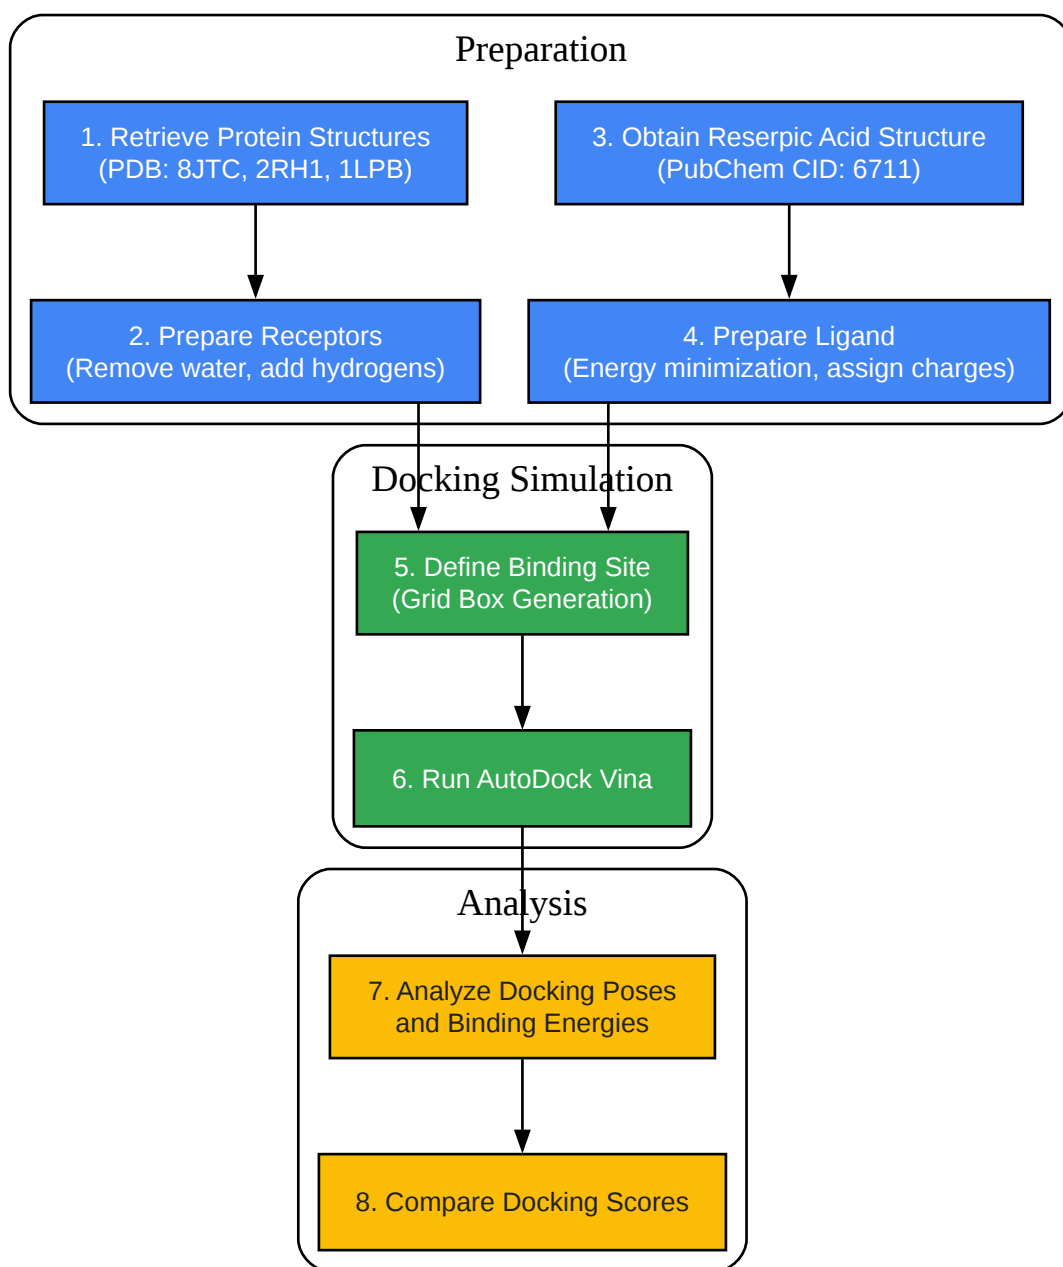 Preparation
1. Retrieve Protein Structures
(PDB: 8JTC, 2RH1, 1LPB)
3. Obtain Reserpic Acid Structure
(PubChem CID: 6711)
2. Prepare Receptors
(Remove water, add hydrogens)
4. Prepare Ligand
(Energy minimization, assign charges)
Docking Simulation
5. Define Binding Site
(Grid Box Generation)
6. Run AutoDock Vina
Analysis
7. Analyze Docking Poses
and Binding Energies
8. Compare Docking Scores